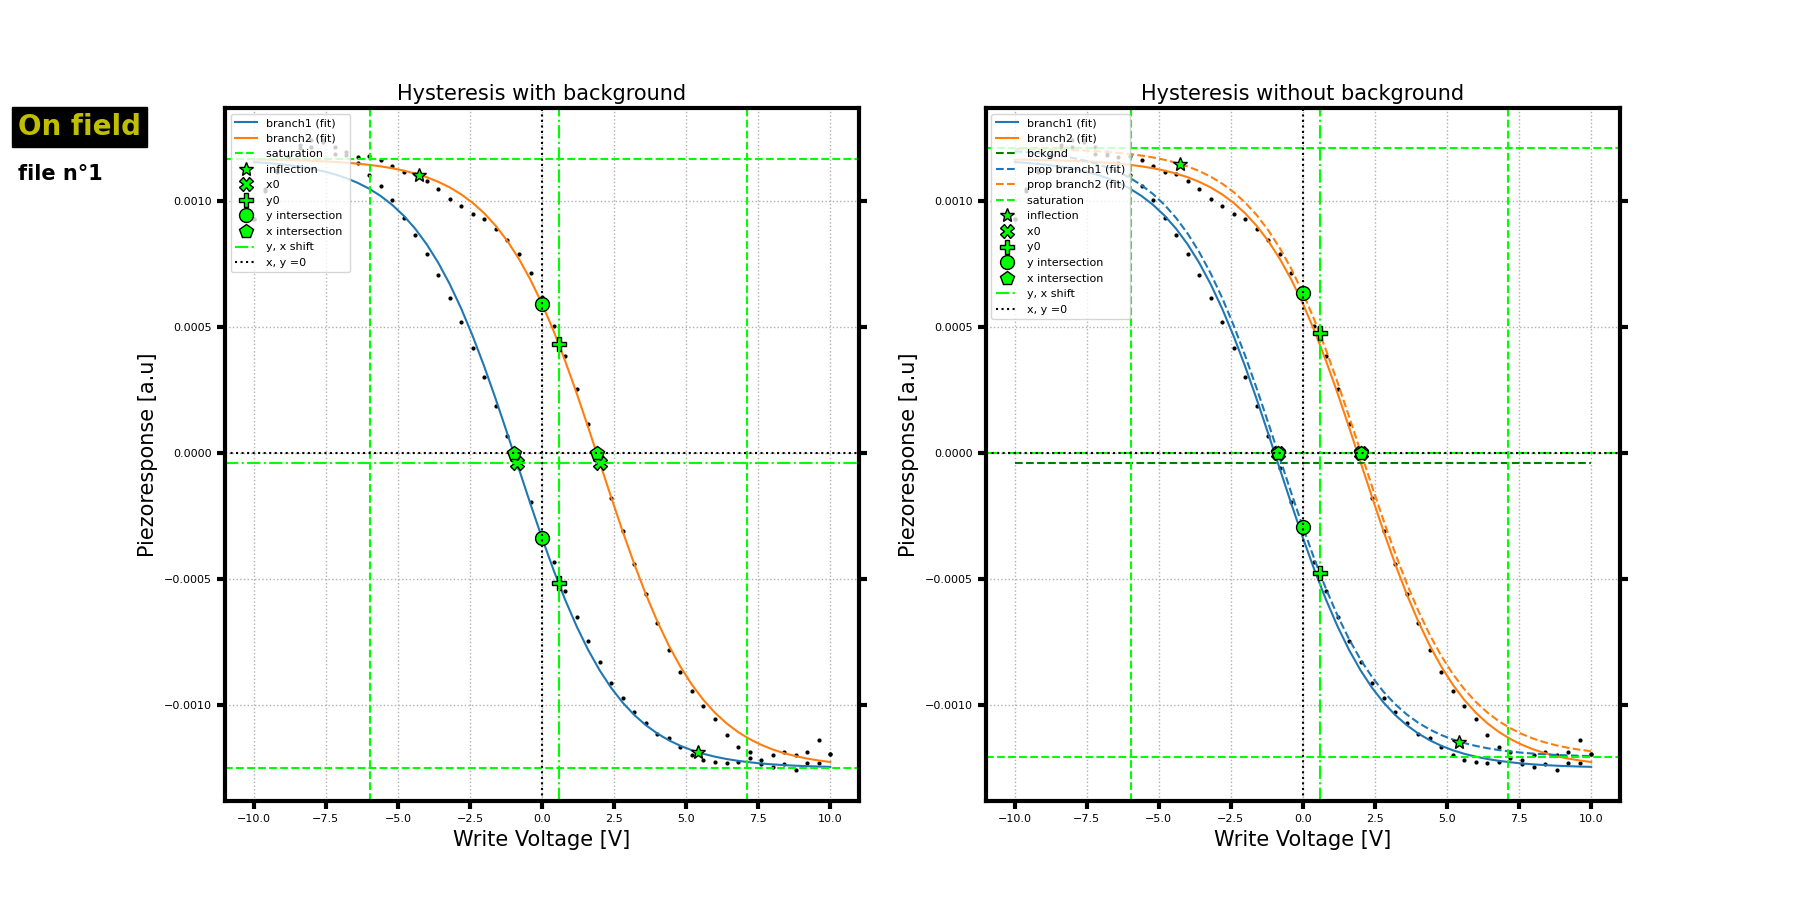 On field
file n°1
Hysteresis with background
branch1 (fit)
branch2 (fit)
saturation
inflection
x0
y0
y intersection
x intersection
y, x shift
x, y =0
Piezoresponse [a.u]
0.0010
0.0005
0.0000
−0.0005
−0.0010
−10.0 −7.5 −5.0 −2.5 0.0 2.5 5.0 7.5 10.0
Write Voltage [V]
Hysteresis without background
branch1 (fit)
branch2 (fit)
bckgnd
prop branch1 (fit)
prop branch2 (fit)
saturation
inflection
x0
y0
y intersection
x intersection
y, x shift
x, y =0
Piezoresponse [a.u]
0.0010
0.0005
0.0000
−0.0005
−0.0010
−10.0 −7.5 −5.0 −2.5 0.0 2.5 5.0 7.5 10.0
Write Voltage [V]